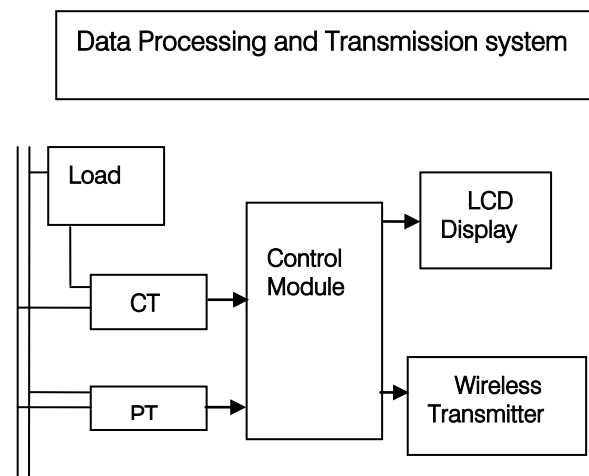 Data Processing and Transmission system
Load
LCD
Display
Control
Module
CT
Wireless
Transmitter
PT